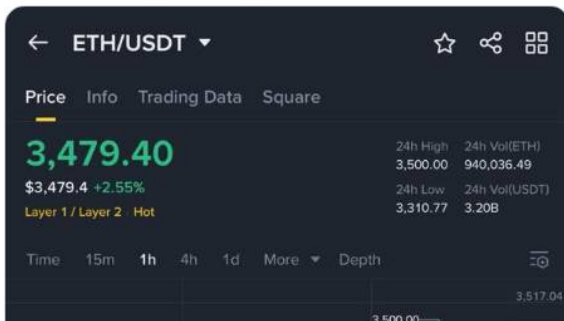 ETH/USDT
Price Info Trading Data Square
3,479.40
$3,479.4 +2.55%
Layer 1 / Layer 2 Hot
24h High 24h Vol(ETH)
3,500.00 940,036.49
24h Low 24h Vol(USDT)
3,310.77 3.20B
Time 15m 1h 4h 1d More Depth
3,517.04
3,500.00